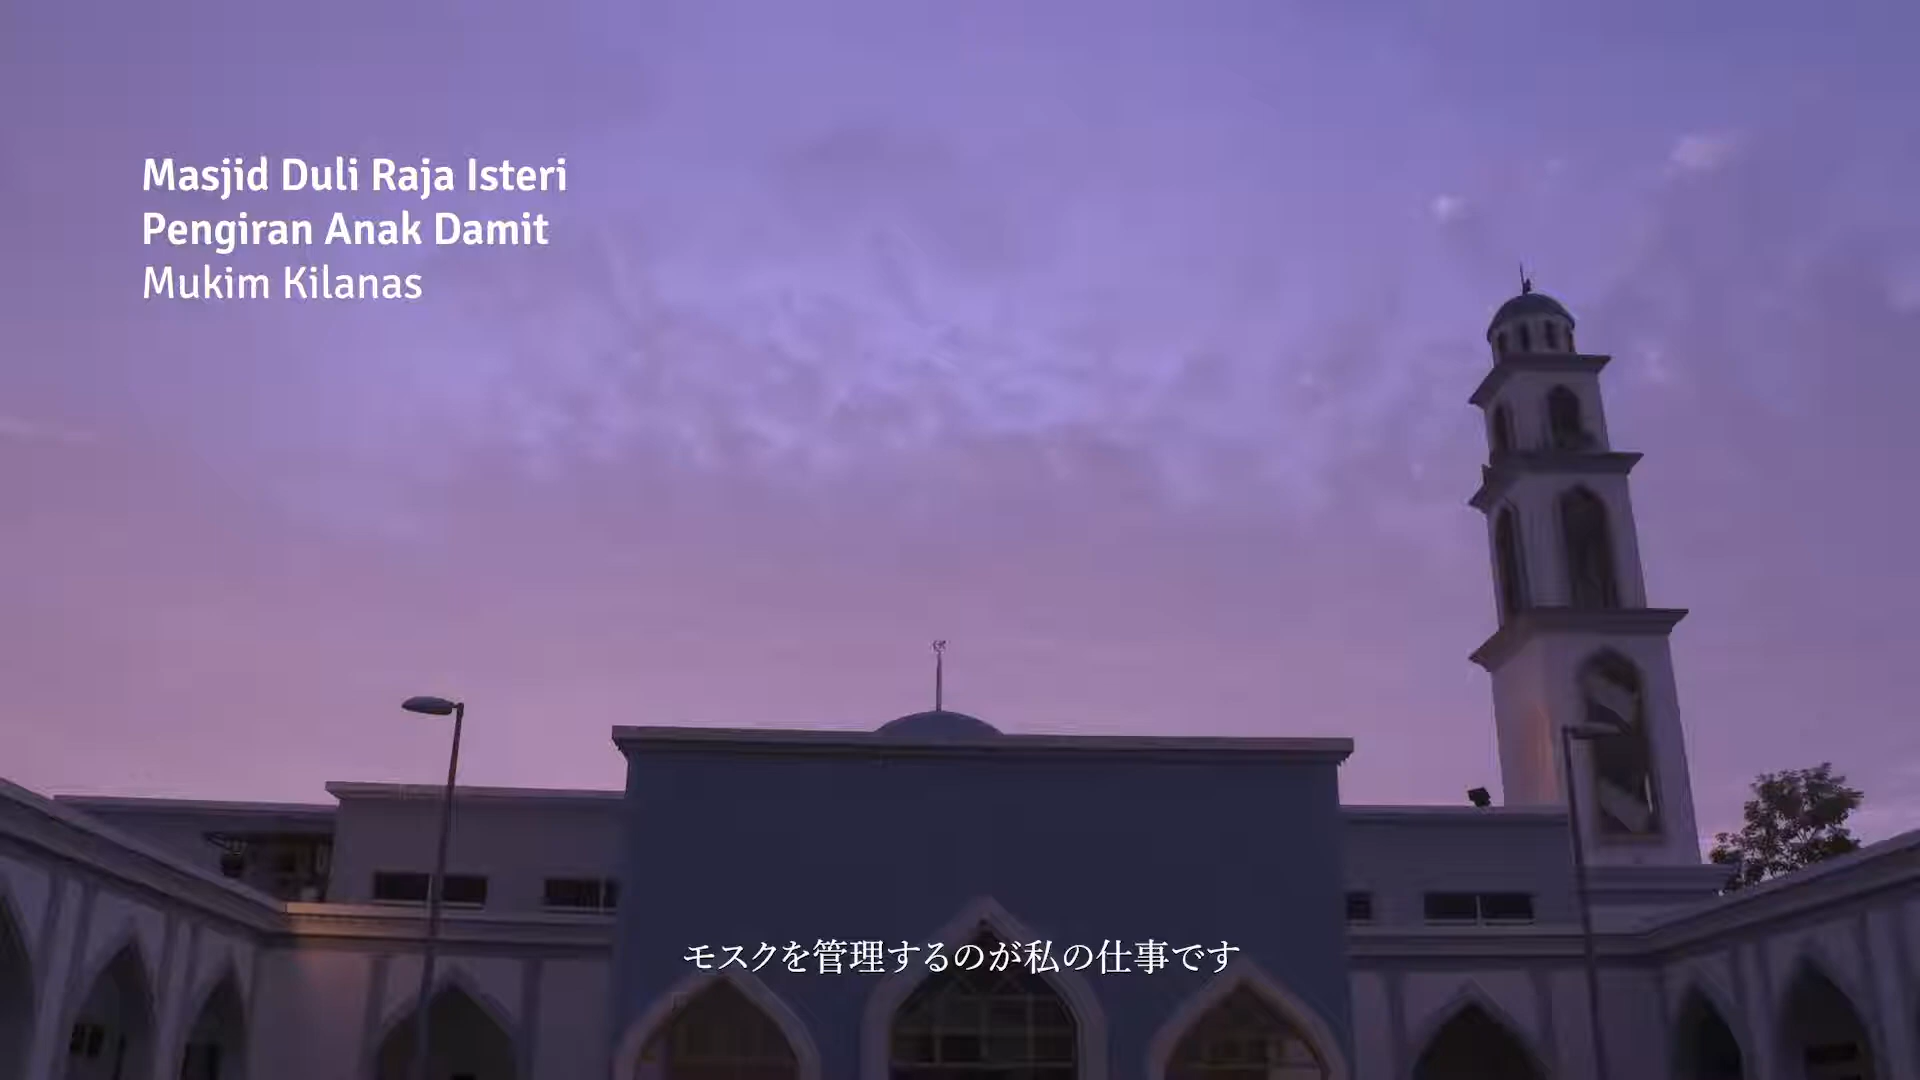 Masjid Duli Raja Isteri
Pengiran Anak Damit
Mukim Kilanas
モスクを管理するのが私の仕事です